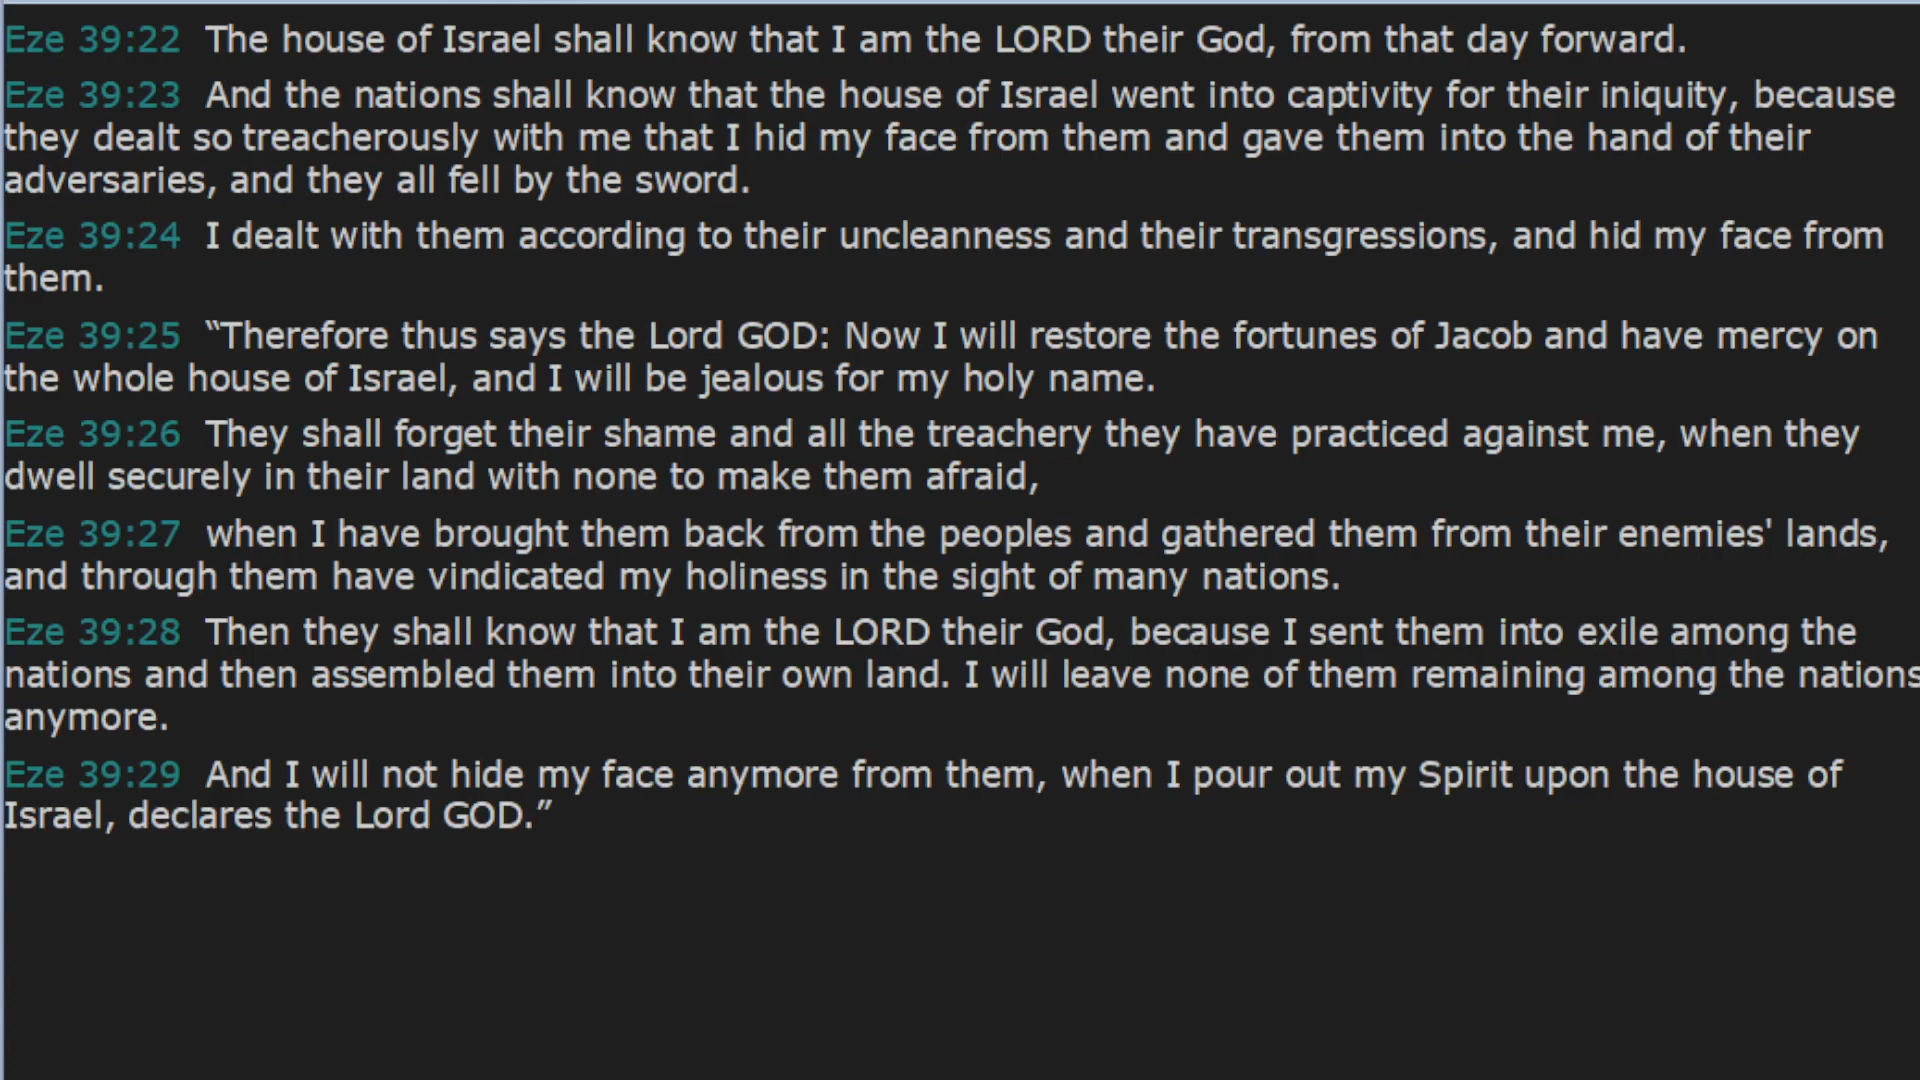 Eze 39:22 The house of Israel shall know that I am the LORD their God, from that day forward.
Eze 39:23 And the nations shall know that the house of Israel went into captivity for their iniquity, because
they dealt so treacherously with me that I hid my face from them and gave them into the hand of their
adversaries, and they all fell by the sword.
Eze 39:24 I dealt with them according to their uncleanness and their transgressions, and hid my face from
them.
Eze 39:25 “Therefore thus says the Lord GOD: Now I will restore the fortunes of Jacob and have mercy on
the whole house of Israel, and I will be jealous for my holy name.
Eze 39:26 They shall forget their shame and all the treachery they have practiced against me, when they
dwell securely in their land with none to make them afraid,
Eze 39:27 when I have brought them back from the peoples and gathered them from their enemies' lands,
and through them have vindicated my holiness in the sight of many nations.
Eze 39:28 Then they shall know that I am the LORD their God, because I sent them into exile among the
nations and then assembled them into their own land. I will leave none of them remaining among the nations
anymore.
Eze 39:29 And I will not hide my face anymore from them, when I pour out my Spirit upon the house of
Israel, declares the Lord GOD.”